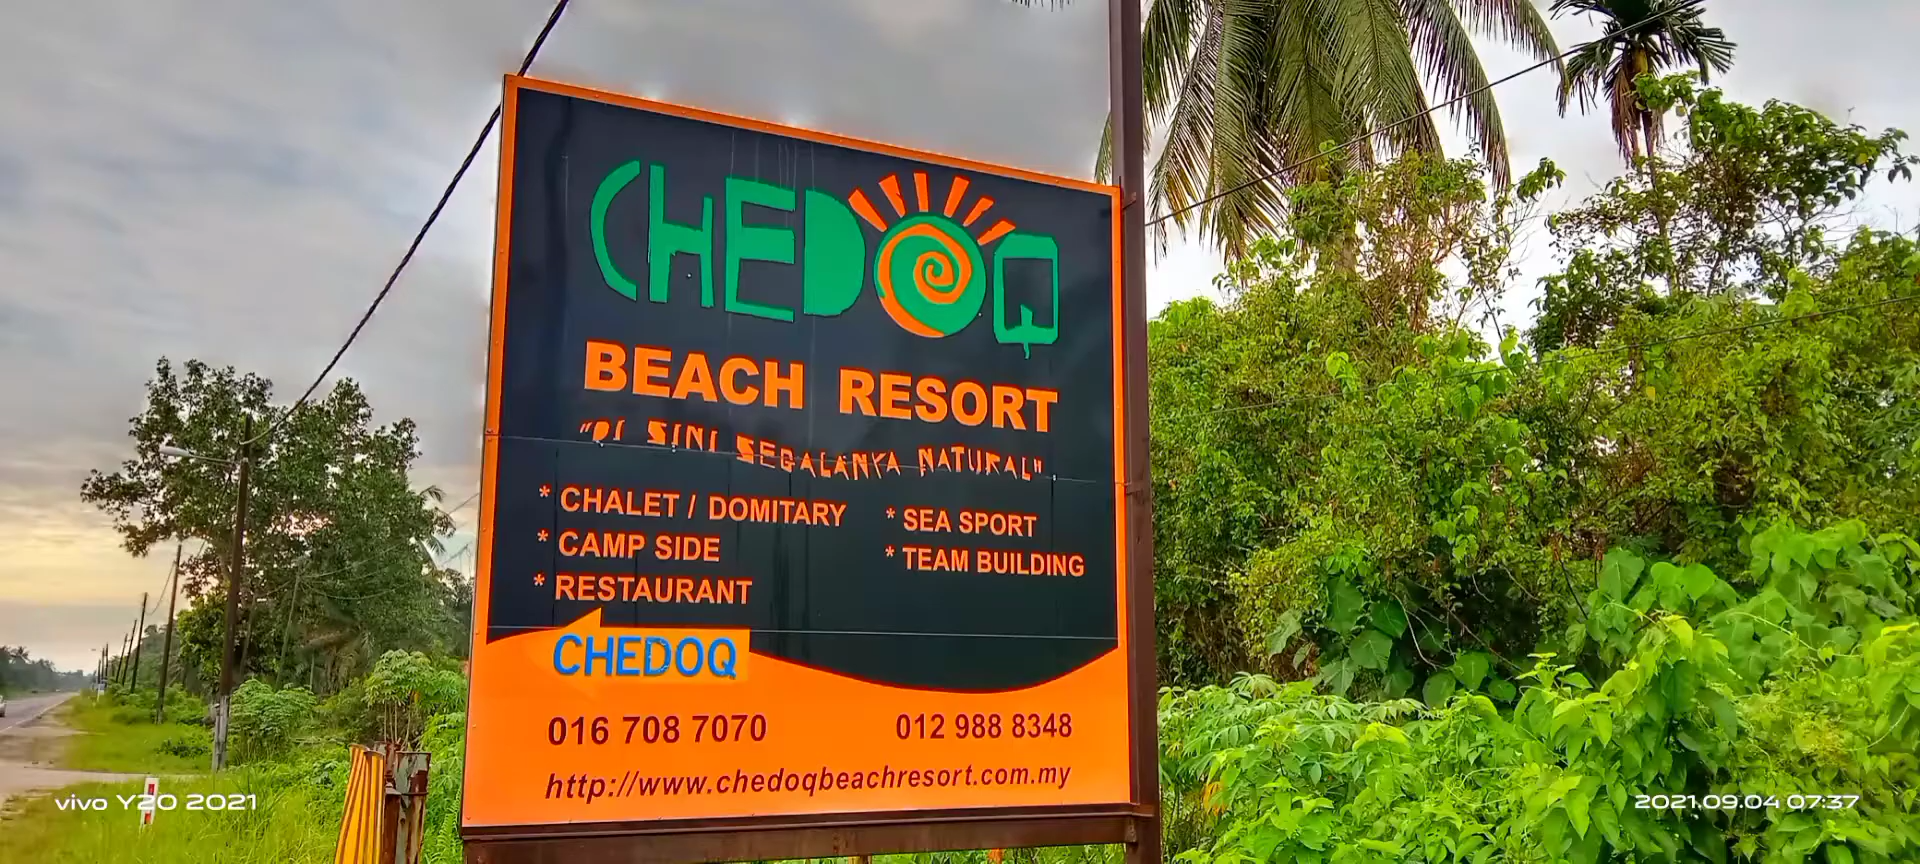 CHEDOQ
BEACH RESORT
"DI SINI SEGALANYA NATURAL"
* CHALET / DOMITARY
* CAMP SIDE
* RESTAURANT
* SEA SPORT
* TEAM BUILDING
CHEDOQ
016 708 7070
012 988 8348
http://www.chedoqbeachresort.com.my
vivo Y20 2021
2021.09.04 07:37